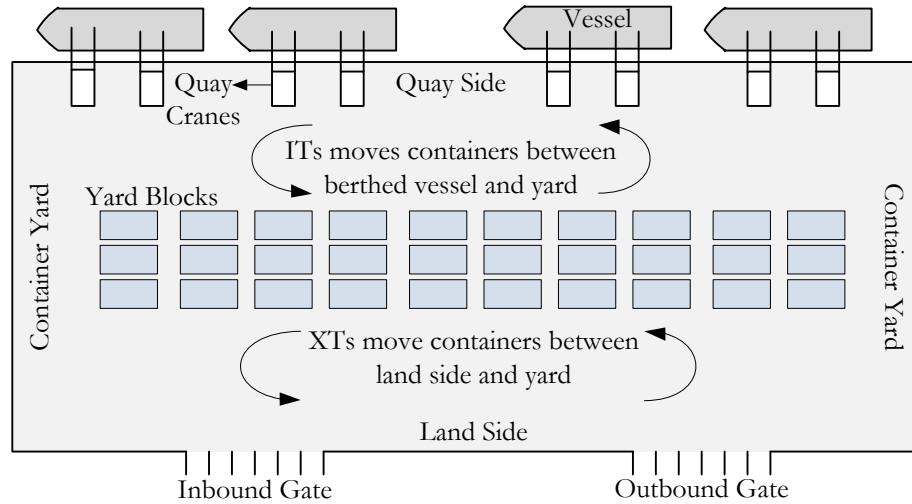 Vessel
Quay
Cranes
Quay Side
ITs moves containers between
berthed vessel and yard
Yard Blocks
Container Yard
Container Yard
XTs move containers between
land side and yard
Land Side
Inbound Gate
Outbound Gate